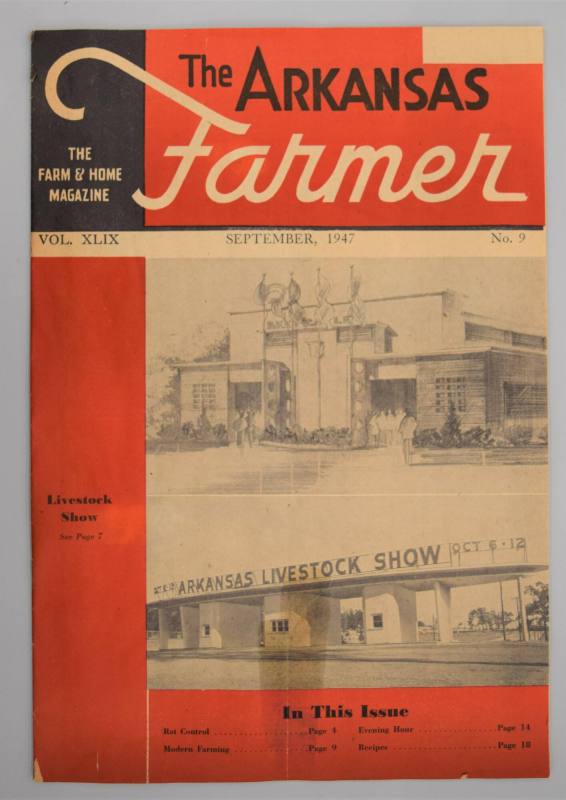 The ARKANSAS
Farmer
THE
FARM & HOME
MAGAZINE
VOL. XLIX SEPTEMBER, 1947 No. 9
Livestock
Show
See Page 7
ARKANSAS LIVESTOCK SHOW OCT 6-12
In This Issue
Rat Control Page 4 Evening Hour Page 14
Modern Farming Page 9 Recipes Page 18